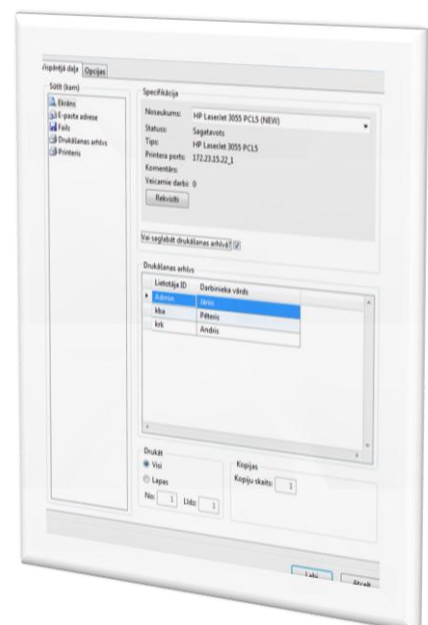 Vispārējā daļa Opcijas
Sūtīt (kam)
Ekrāns
E-pasta adrese
Fails
Drukāšanas arhīvs
Printeris
Specifikācija
Nosaukums: HP LaserJet 3055 PCL5 (NEW)
Statuss: Sagatavots
Tips: HP LaserJet 3055 PCL5
Printera ports: 172.23.15.22_1
Komentārs:
Veicamie darbi: 0
Rekvizīti
Vai saglabāt drukāšanas arhīvā?
Drukāšanas arhīvs
Lietotāja ID Darbinieka vārds
Admin Jānis
kba Pēteris
krk Andris
Drukāt
Visi
Lapas
No: 1 Līdz: 1
Kopijas
Kopiju skaits: 1
Labi Atcelt